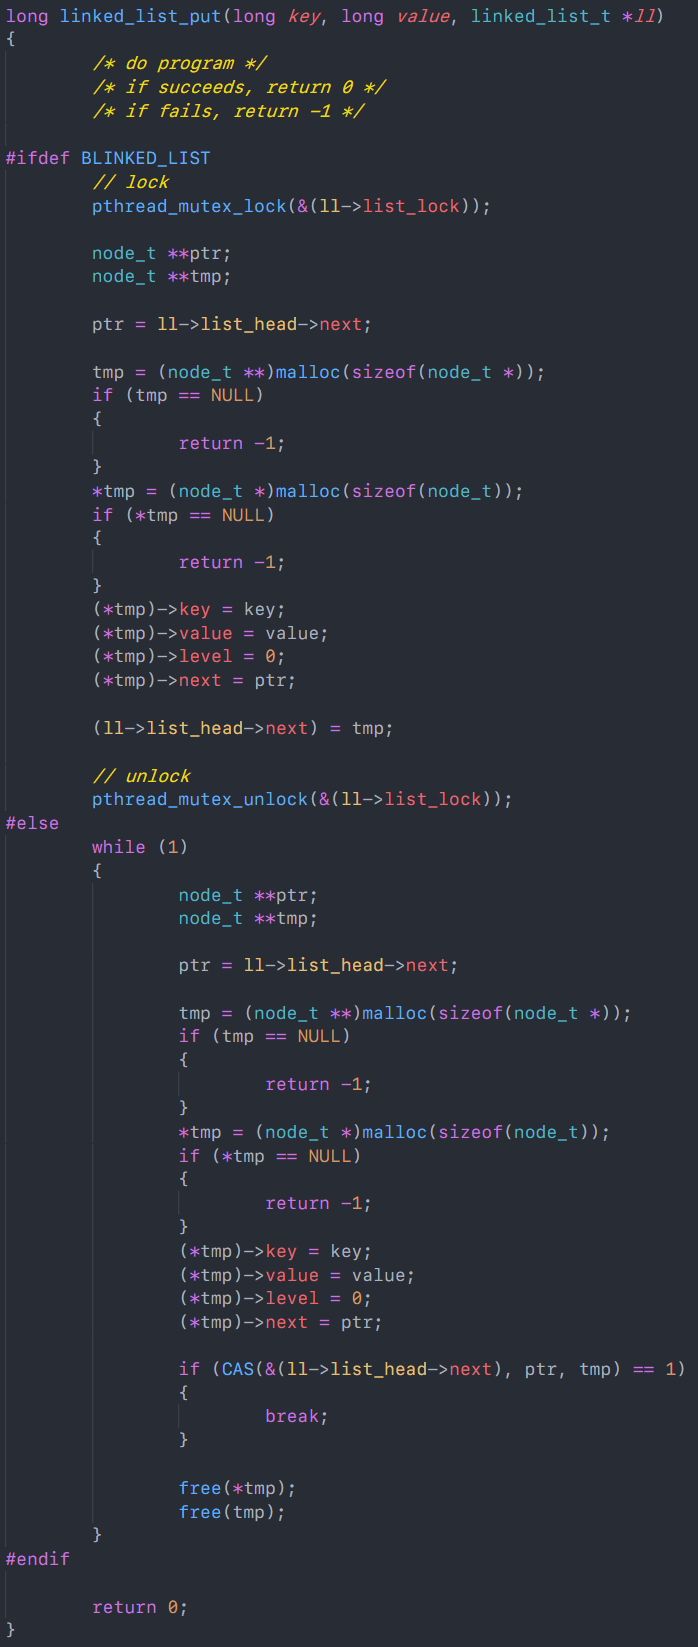 long linked_list_put(long key, long value, linked_list_t *ll)
{
/* do program */
/* if succeeds, return 0 */
/* if fails, return -1 */
#ifdef BLINKED_LIST
// lock
pthread_mutex_lock(&(ll->list_lock));
node_t **ptr;
node_t **tmp;
ptr = ll->list_head->next;
tmp = (node_t **)malloc(sizeof(node_t *));
if (tmp == NULL)
{
return -1;
}
*tmp = (node_t *)malloc(sizeof(node_t));
if (*tmp == NULL)
{
return -1;
}
(*tmp)->key = key;
(*tmp)->value = value;
(*tmp)->level = 0;
(*tmp)->next = ptr;
(ll->list_head->next) = tmp;
// unlock
pthread_mutex_unlock(&(ll->list_lock));
#else
while (1)
{
node_t **ptr;
node_t **tmp;
ptr = ll->list_head->next;
tmp = (node_t **)malloc(sizeof(node_t *));
if (tmp == NULL)
{
return -1;
}
*tmp = (node_t *)malloc(sizeof(node_t));
if (*tmp == NULL)
{
return -1;
}
(*tmp)->key = key;
(*tmp)->value = value;
(*tmp)->level = 0;
(*tmp)->next = ptr;
if (CAS(&(ll->list_head->next), ptr, tmp) == 1)
{
break;
}
free(*tmp);
free(tmp);
}
#endif
return 0;
}